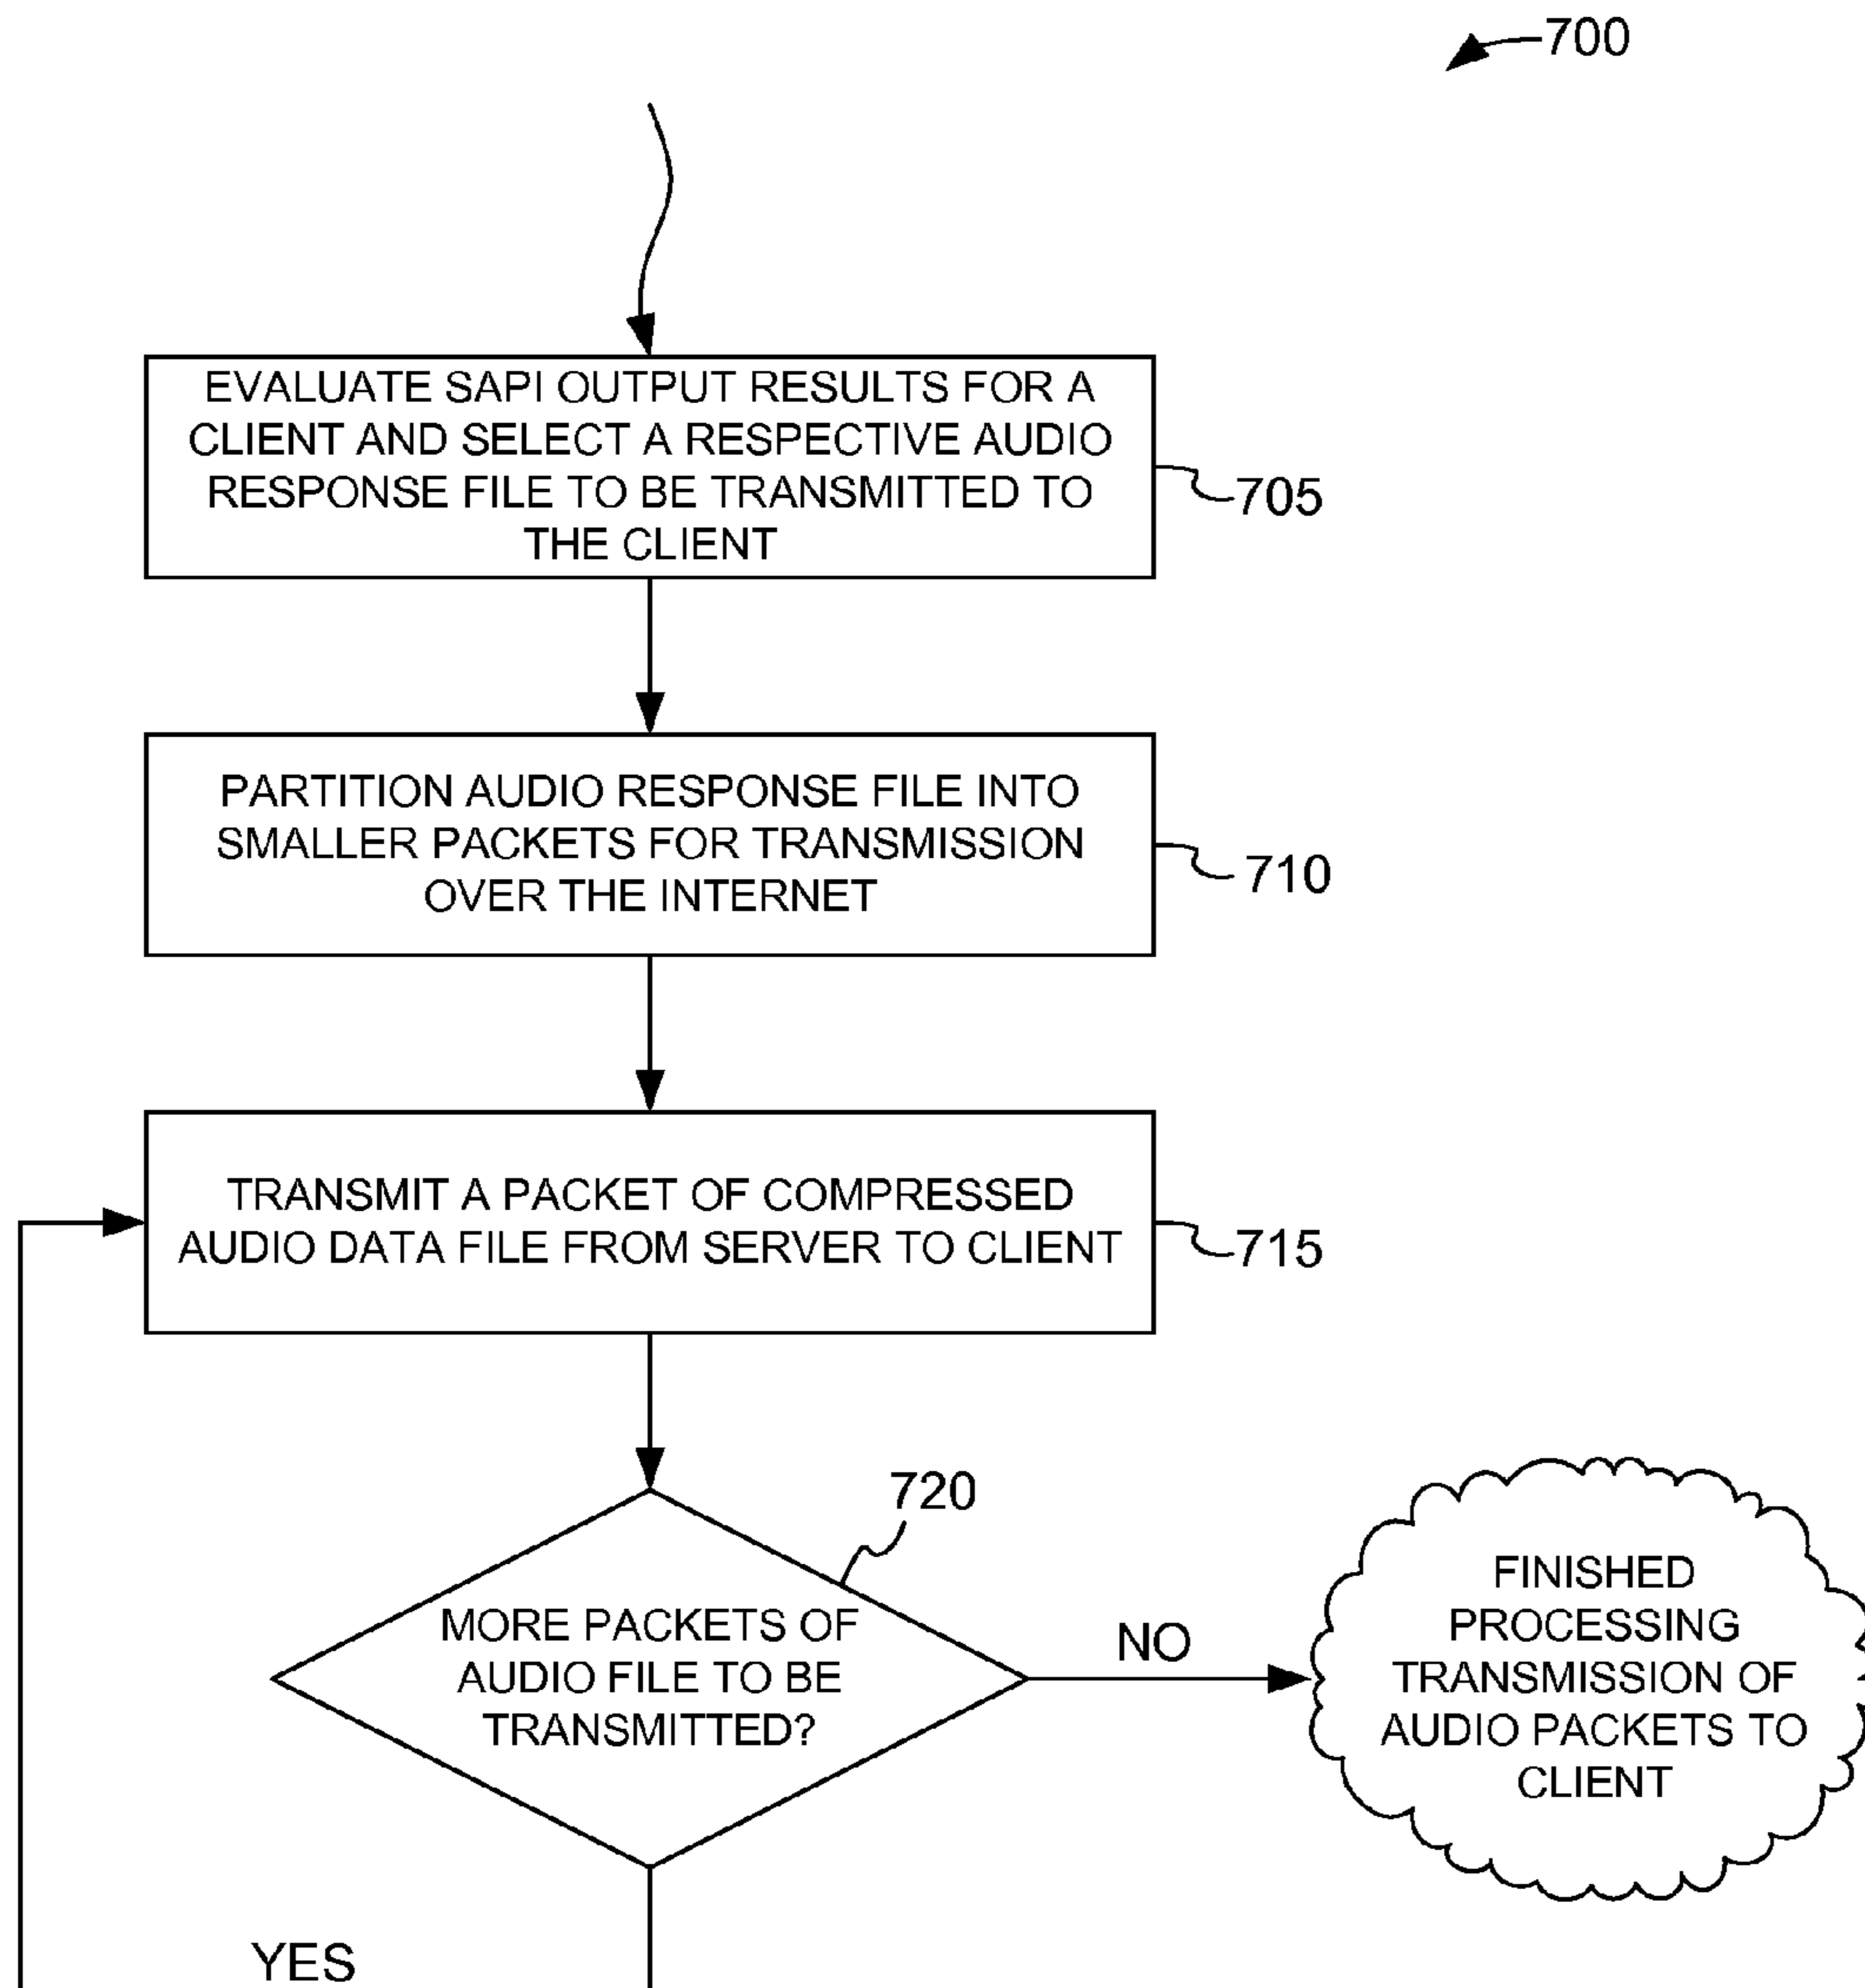 700
EVALUATE SAPI OUTPUT RESULTS FOR A
CLIENT AND SELECT A RESPECTIVE AUDIO
RESPONSE FILE TO BE TRANSMITTED TO
THE CLIENT
705
PARTITION AUDIO RESPONSE FILE INTO
SMALLER PACKETS FOR TRANSMISSION
OVER THE INTERNET
710
TRANSMIT A PACKET OF COMPRESSED
AUDIO DATA FILE FROM SERVER TO CLIENT
715
720
MORE PACKETS OF
AUDIO FILE TO BE
TRANSMITTED?
NO
FINISHED
PROCESSING
TRANSMISSION OF
AUDIO PACKETS TO
CLIENT
YES